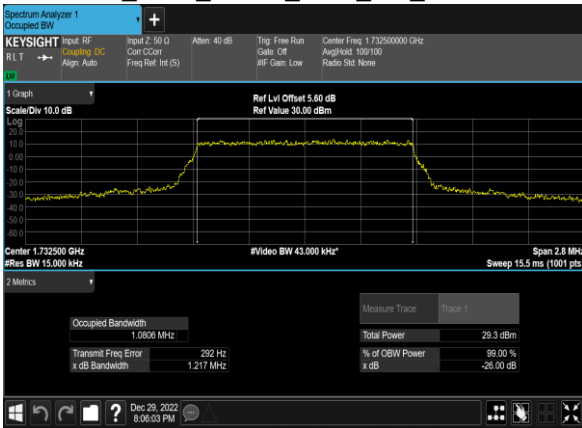 Spectrum Analyzer 1
Occupied BW
+
KEYSIGHT
Input: RF
Input Z: 50 Ω
Atten: 40 dB
Trig: Free Run
Center Freq: 1.732500000 GHz
R L T
Coupling: DC
Corr CCorr
Gate: Off
Avg|Hold: 100/100
Align: Auto
Freq Ref: Int (S)
#IF Gain: Low
Radio Std: None
LXI
1 Graph
Ref Lvl Offset 5.60 dB
Scale/Div 10.0 dB
Ref Value 30.00 dBm
Log
20.0
10.0
0.00
-10.0
-20.0
-30.0
-40.0
-50.0
-60.0
Center 1.732500 GHz
#Video BW 43.000 kHz*
Span 2.8 MHz
#Res BW 15.000 kHz
Sweep 15.5 ms (1001 pts
2 Metrics
Measure Trace
Trace 1
Occupied Bandwidth
1.0806 MHz
Total Power
29.3 dBm
Transmit Freq Error
292 Hz
% of OBW Power
99.00 %
x dB Bandwidth
1.217 MHz
x dB
-26.00 dB
?
Dec 29, 2022
8:06:03 PM